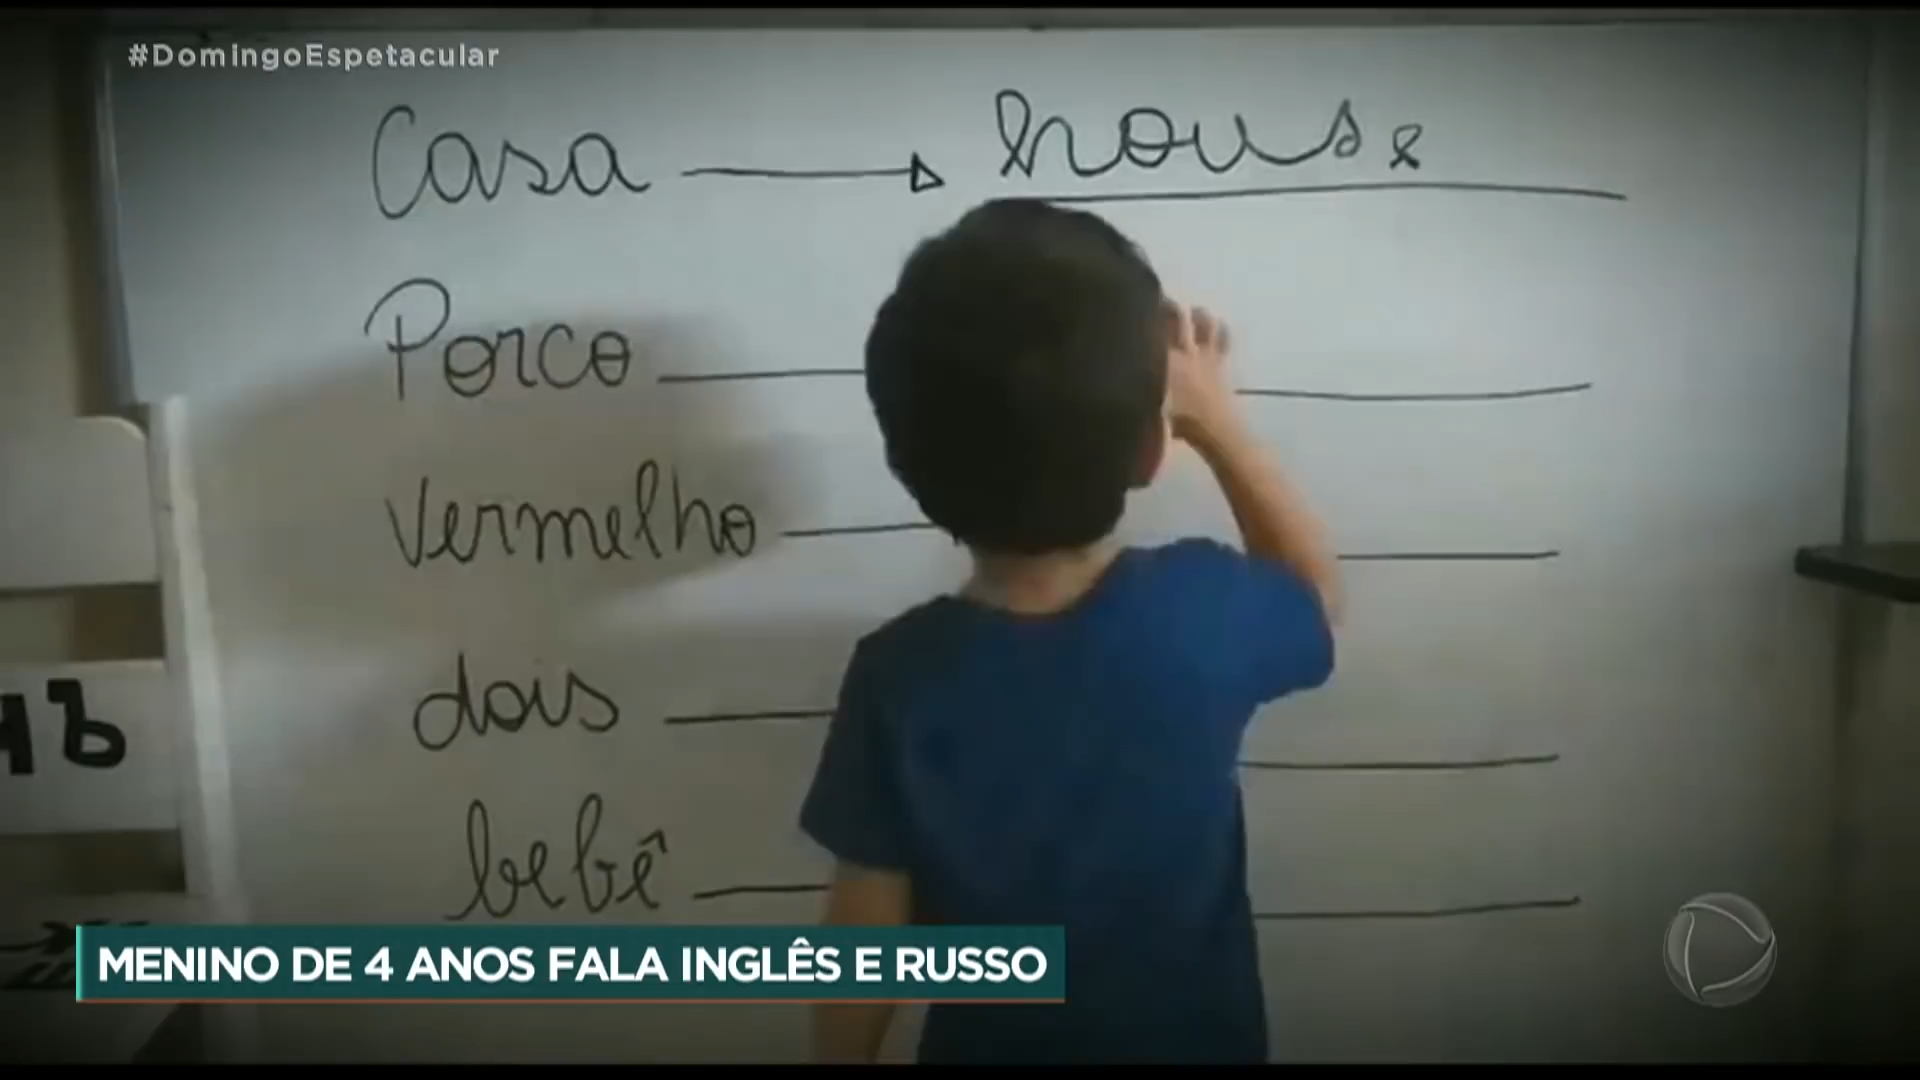 #DomingoEspetacular
Casa house
Porco
Vermelho
dois
bebê
MENINO DE 4 ANOS FALA INGLÊS E RUSSO